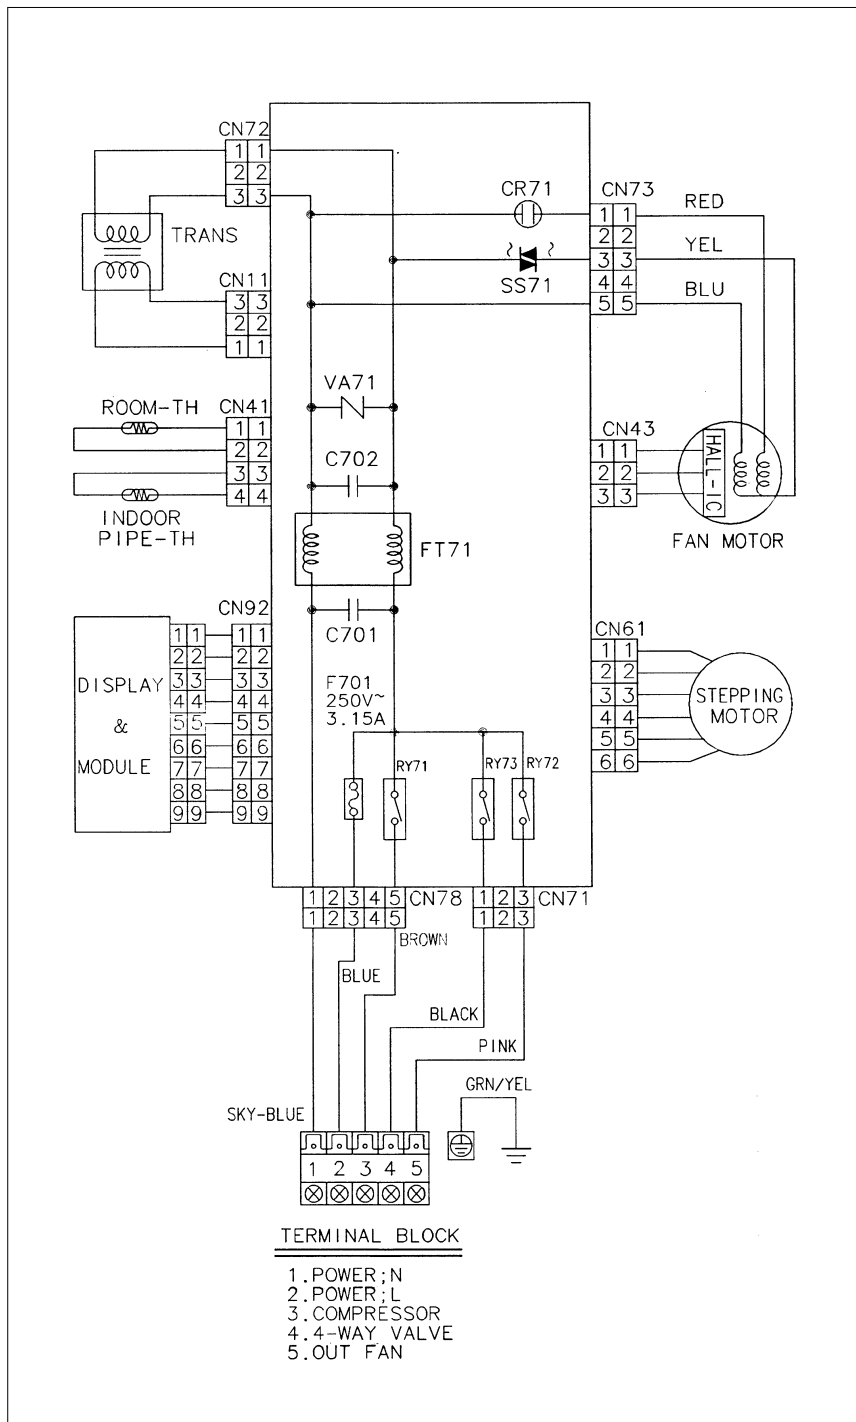 CN72
1 1
2 2
3 3
TRANS
CN11
3 3
2 2
1 1
CR71
CN73
1 1
2 2
3 3
4 4
5 5
RED
YEL
BLU
SS71
VA71
ROOM-TH
CN41
1 1
2 2
3 3
4 4
INDOOR
PIPE-TH
C702
CN43
1 1
2 2
3 3
HALL-IC
FAN MOTOR
FT71
C701
CN92
DISPLAY
&
MODULE
1 1 1 1
2 2 2 2
3 3 3 3
4 4 4 4
5 5 5 5
6 6 6 6
7 7 7 7
8 8 8 8
9 9 9 9
CN61
1 1
2 2
3 3
4 4
5 5
6 6
STEPPING
MOTOR
F701
250V~
3.15A
RY71
RY73
RY72
1 2 3 4 5 CN78
1 2 3 4 5
1 2 3 CN71
1 2 3
BROWN
BLUE
BLACK
PINK
GRN/YEL
SKY-BLUE
1 2 3 4 5
TERMINAL BLOCK
1.POWER;N
2.POWER;L
3.COMPRESSOR
4.4-WAY VALVE
5.OUT FAN